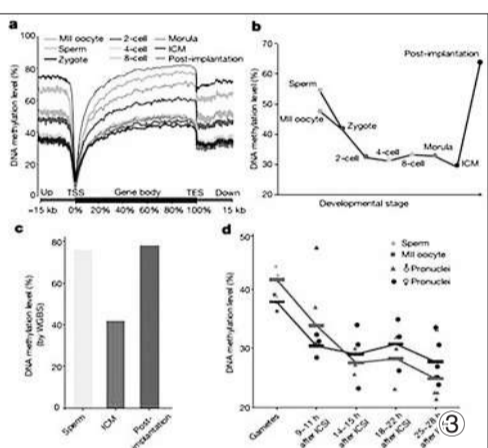 a
MII oocyte
Sperm
Zygote
2-cell
4-cell
8-cell
Morula
ICM
Post-implantation
DNA methylation level (%)
100
80
60
40
20
0
Up
TSS
Gene body
TES
Down
−15 kb 0% 20% 40% 60% 80% 100% 15 kb
b
DNA methylation level (%)
70
60
50
40
30
20
Sperm
MII oocyte
Zygote
2-cell
4-cell
8-cell
Morula
ICM
Post-implantation
Developmental stage
c
DNA methylation level (%)
(by WGBS)
80
60
40
20
0
Sperm
ICM
Post-
implantation
d
DNA methylation level (%)
50
40
30
20
Sperm
MII oocyte
♂ Pronuclei
♀ Pronuclei
Gametes
9–11 h
after ICSI
14–15 h
after ICSI
18–22 h
after ICSI
25–28 h
③